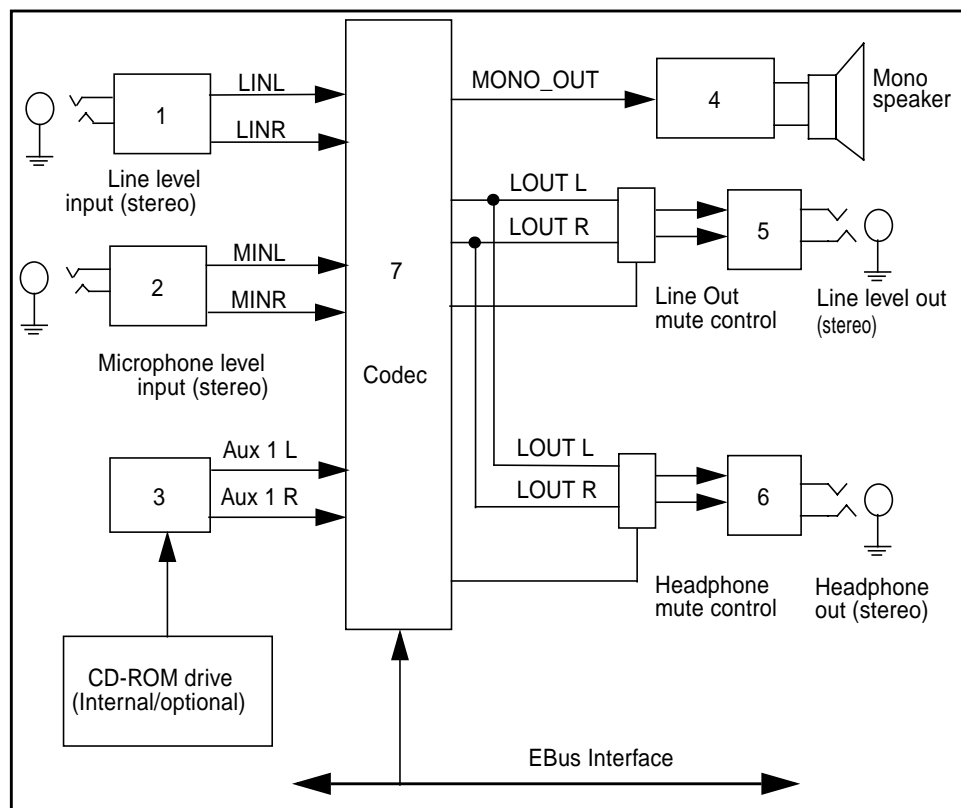 LINL
1
LINR
Line level
input (stereo)
MINL
2
MINR
Microphone level
input (stereo)
Aux 1 L
3
Aux 1 R
CD-ROM drive
(Internal/optional)
7
Codec
MONO_OUT
4
Mono
speaker
LOUT L
LOUT R
5
Line Out
mute control
Line level out
(stereo)
LOUT L
LOUT R
6
Headphone
mute control
Headphone
out (stereo)
EBus Interface